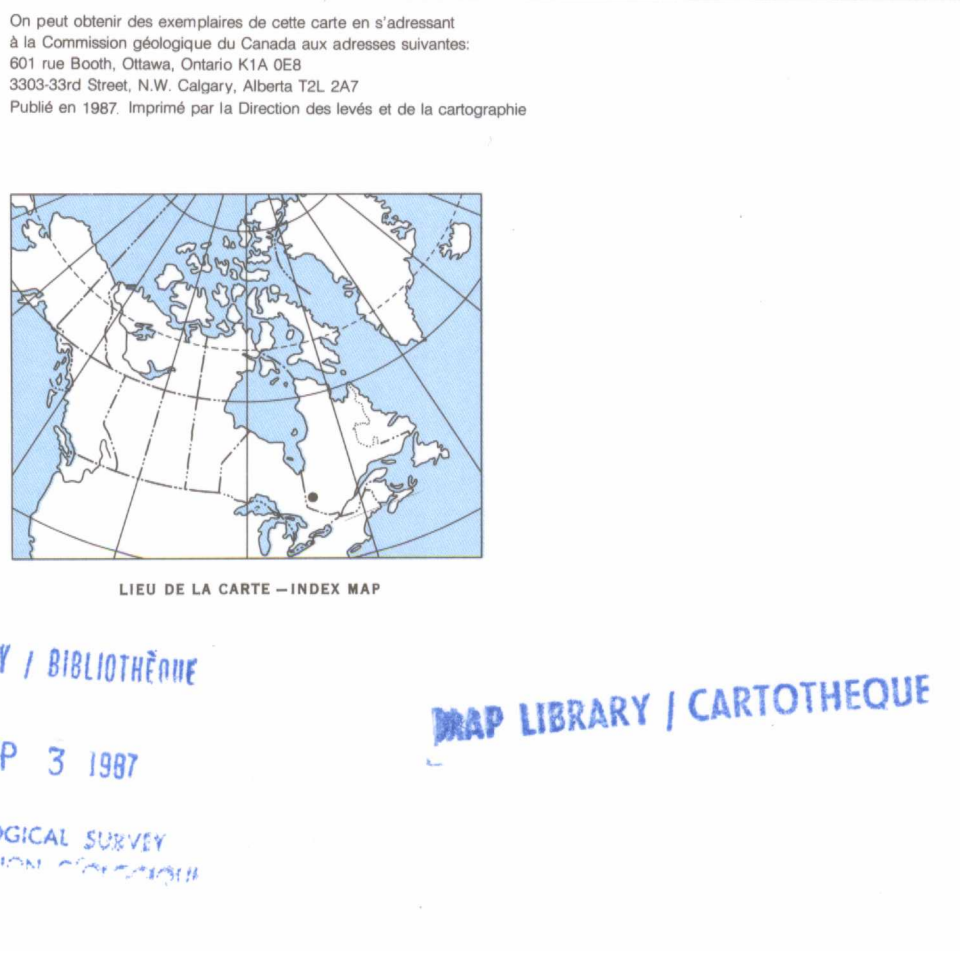 On peut obtenir des exemplaires de cette carte en s'adressant
à la Commission géologique du Canada aux adresses suivantes:
601 rue Booth, Ottawa, Ontario K1A 0E8
3303-33rd Street, N.W. Calgary, Alberta T2L 2A7
Publié en 1987. Imprimé par la Direction des levés et de la cartographie
LIEU DE LA CARTE — INDEX MAP
Y / BIBLIOTHÈQUE
MAP LIBRARY / CARTOTHEQUE
P 3 1987
OGICAL SURVEY